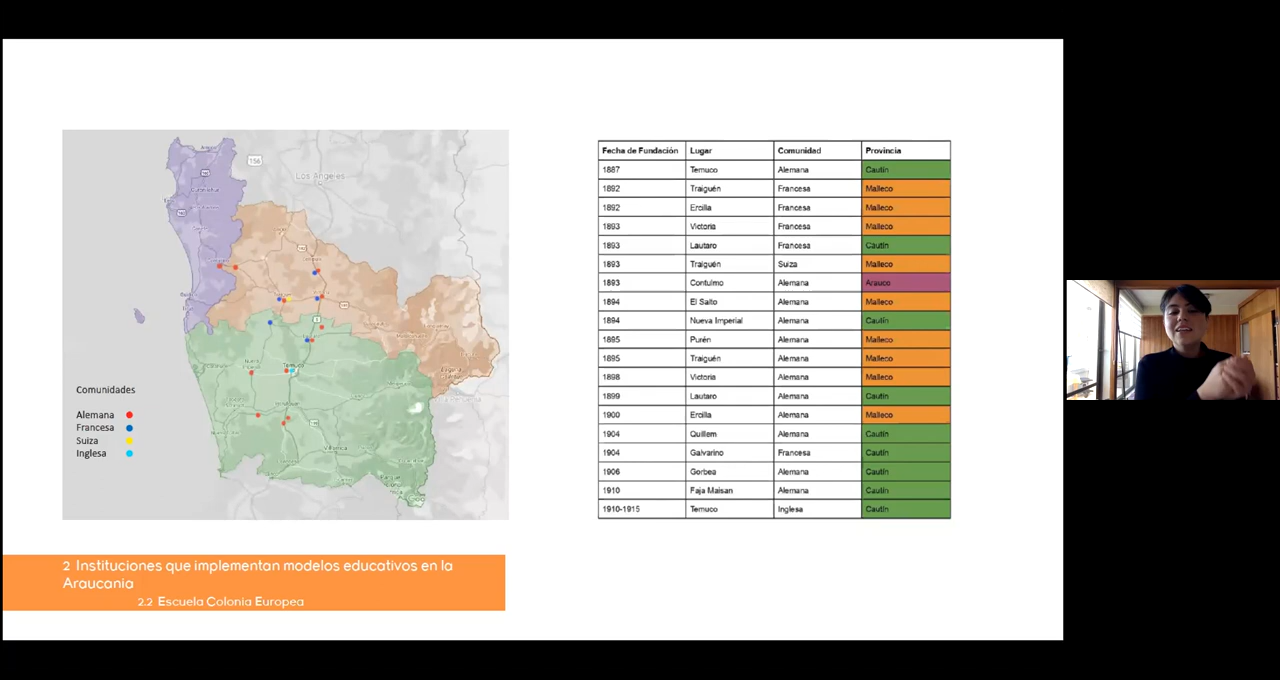 156
Los Angeles
Temuco
Villarrica
Comunidades
Alemana
Francesa
Suiza
Inglesa
Fecha de Fundación Lugar Comunidad Provincia
1887 Temuco Alemana Cautín
1892 Traiguén Francesa Malleco
1892 Ercilla Francesa Malleco
1893 Victoria Francesa Malleco
1893 Lautaro Francesa Cautín
1893 Traiguén Suiza Malleco
1893 Contulmo Alemana Arauco
1894 El Salto Alemana Malleco
1894 Nueva Imperial Alemana Cautín
1895 Purén Alemana Malleco
1895 Traiguén Alemana Malleco
1898 Victoria Alemana Malleco
1899 Lautaro Alemana Cautín
1900 Ercilla Alemana Malleco
1904 Quillem Alemana Cautín
1904 Galvarino Francesa Cautín
1906 Gorbea Alemana Cautín
1910 Faja Maisan Alemana Cautín
1910-1915 Temuco Inglesa Cautín
2 Instituciones que implementan modelos educativos en la
Araucania
2.2 Escuela Colonia Europea